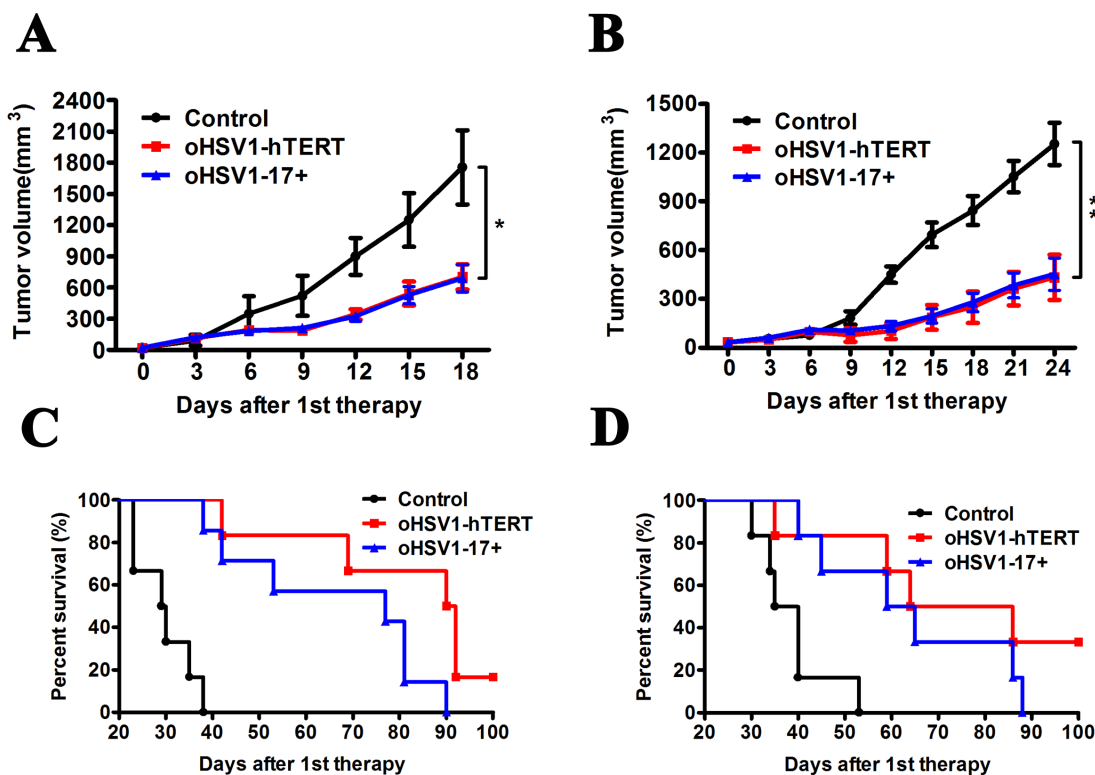 A
Tumor volume(mm 3)
2400
2100
1800
1500
1200
900
600
300
0
Control
oHSV1-hTERT
oHSV1-17+
*
0 3 6 9 12 15 18
Days after 1st therapy
B
Tumor volume(mm 3)
1500
1200
900
600
300
0
Control
oHSV1-hTERT
oHSV1-17+
**
0 3 6 9 12 15 18 21 24
Days after 1st therapy
C
Percent survival (%)
100
80
60
40
20
0
Control
oHSV1-hTERT
oHSV1-17+
20 30 40 50 60 70 80 90 100
Days after 1st therapy
D
Percent survival (%)
100
80
60
40
20
0
Control
oHSV1-hTERT
oHSV1-17+
20 30 40 50 60 70 80 90 100
Days after 1st therapy